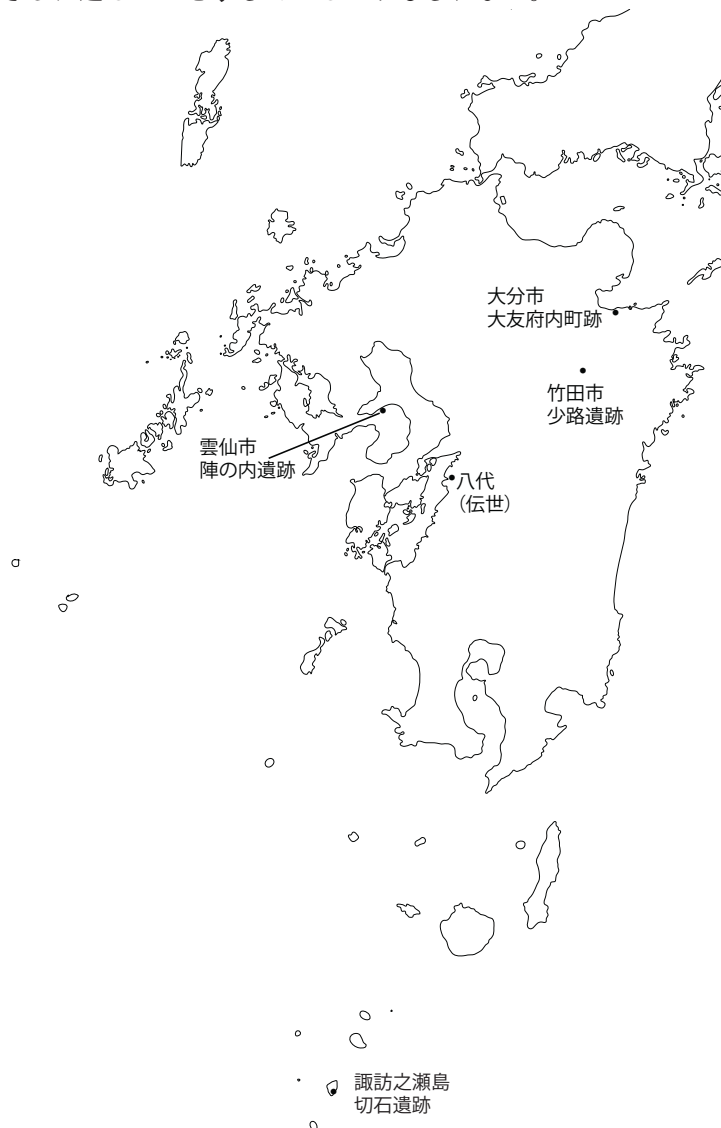 大分市
大友府内町跡
竹田市
少路遺跡
雲仙市
陣の内遺跡
八代
（伝世）
諏訪之瀬島
切石遺跡